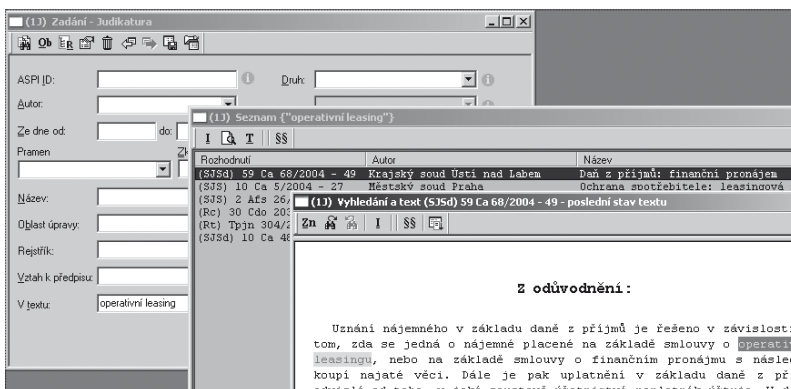 (1J) Zadání - Judikatura
Ob
ASPI ID:
Druh:
Autor:
Ze dne od:
do:
Pramen
Název:
Oblast úpravy:
Rejstřík:
Vztah k předpisu:
V textu:
operativní leasing
(1J) Seznam {"operativní leasing"}
I T §§
Rozhodnutí Autor Název
(SJSd) 59 Ca 68/2004 - 49 Krajský soud Ústí nad Labem Daň z příjmů: finanční pronájem
(SJS) 10 Ca 5/2004 - 27 Městský soud Praha Ochrana spotřebitele: leasingová
(SJS) 2 Afs 26/
(Rc) 30 Cdo 203
(Rt) Tpjn 304/2
(SJSd) 10 Ca 48
(1J) Vyhledání a text (SJSd) 59 Ca 68/2004 - 49 - poslední stav textu
Zn I §§
Z odůvodnění:
Uznání nájemného v základu daně z příjmů je řešeno v závislosti
tom, zda se jedná o nájemné placené na základě smlouvy o operativ
leasingu, nebo na základě smlouvy o finančním pronájmu s násled
koupí najaté věci. Dále je pak uplatnění v základu daně z př